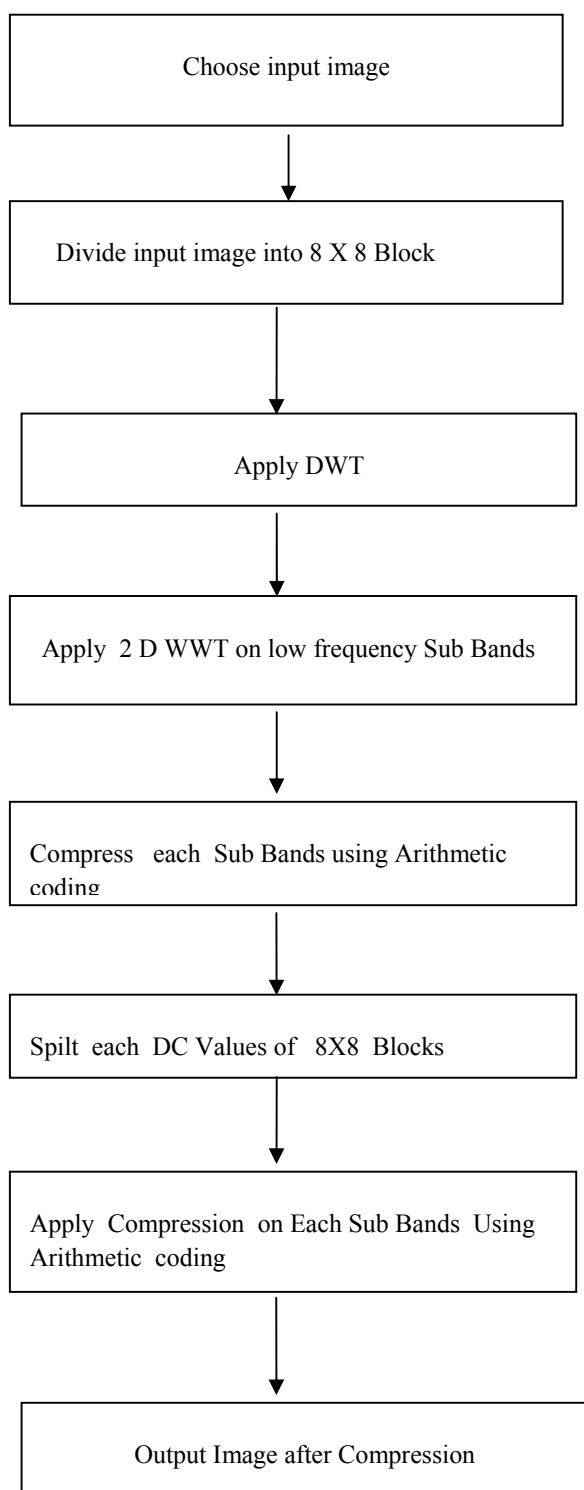 Choose input image
Divide input image into 8 X 8 Block
Apply DWT
Apply 2 D WWT on low frequency Sub Bands
Compress each Sub Bands using Arithmetic
coding
Spilt each DC Values of 8X8 Blocks
Apply Compression on Each Sub Bands Using
Arithmetic coding
Output Image after Compression